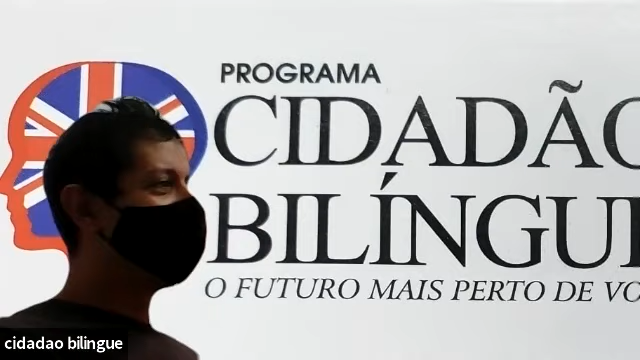 PROGRAMA
CIDADÃO
BILÍNGUE
O FUTURO MAIS PERTO DE VO
cidadao bilingue